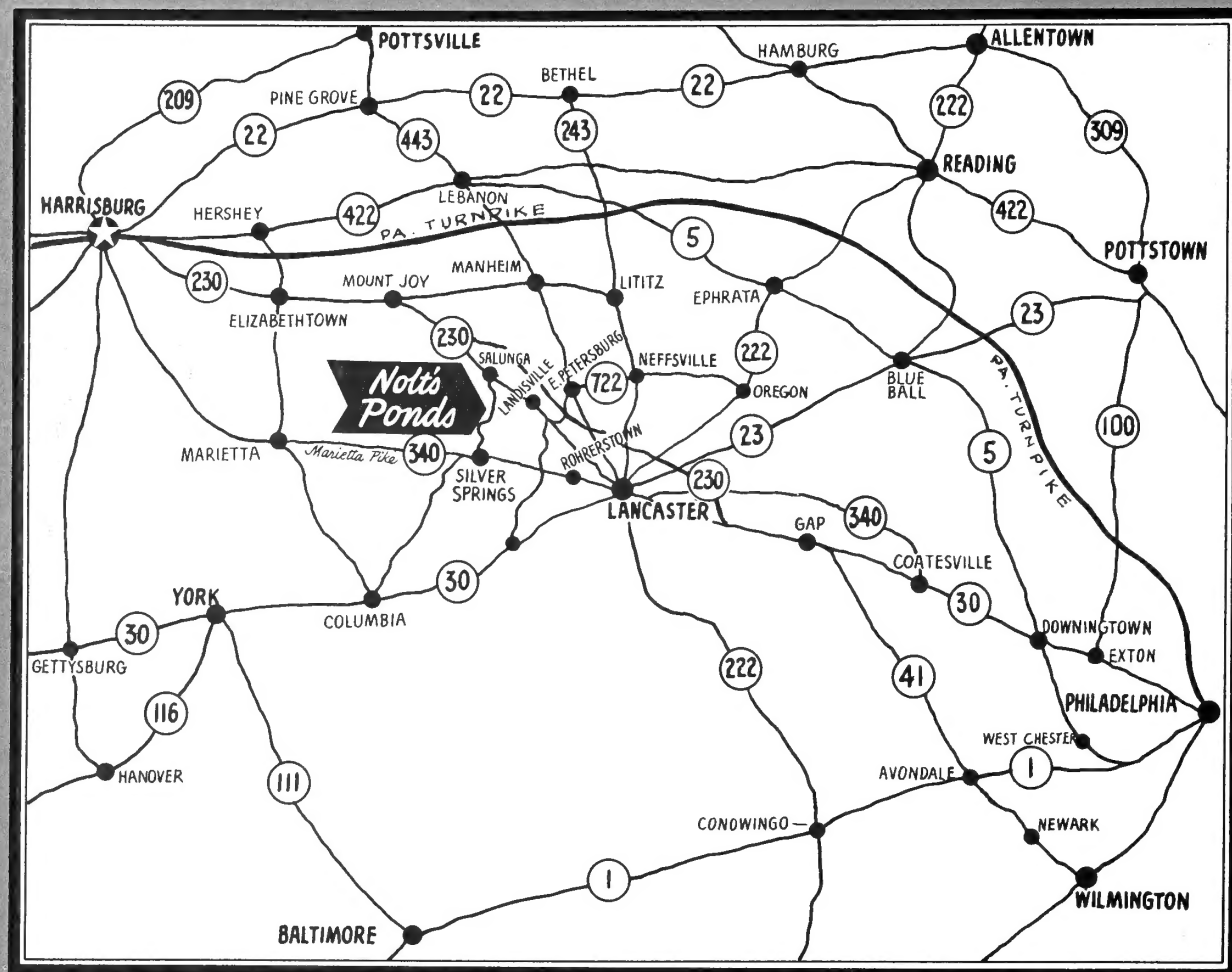 POTTSVILLE
ALLENTOWN
HAMBURG
BETHEL
PINE GROVE
209
22
22
22
222
243
443
309
READING
LEBANON
HARRISBURG
HERSHEY
422
422
PA. TURNPIKE
5
POTTSTOWN
230
MOUNT JOY
MANHEIM
LITITZ
EPHRATA
ELIZABETHTOWN
23
230
SALUNGA
LANDISVILLE
E. PETERSBURG
722
NEFFSVILLE
222
OREGON
BLUE
BALL
PA. TURNPIKE
Nolt's
Ponds
100
MARIETTA
Marietta Pike
340
SILVER
SPRINGS
ROHRERSTOWN
23
5
230
LANCASTER
340
GAP
COATESVILLE
30
30
YORK
COLUMBIA
30
DOWNINGTOWN
EXTON
GETTYSBURG
222
41
116
PHILADELPHIA
WEST CHESTER
HANOVER
111
AVONDALE
1
CONOWINGO
NEWARK
1
WILMINGTON
BALTIMORE